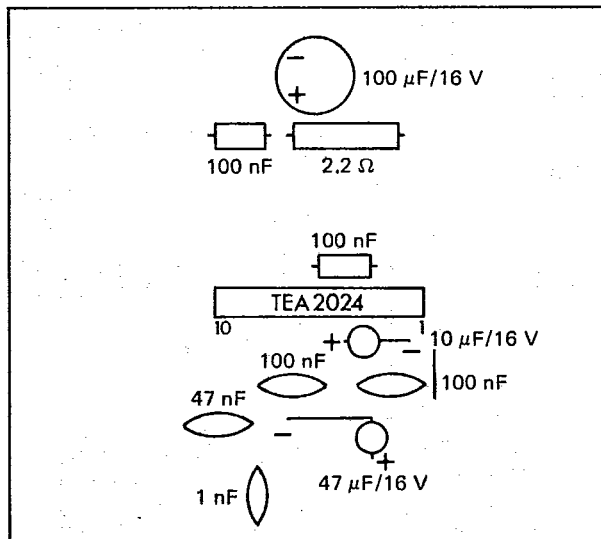 −
+
100 µF/16 V
100 nF
2,2 Ω
100 nF
TEA 2024
10
1
+
−
10 µF/16 V
100 nF
100 nF
47 nF
−
+
47 µF/16 V
1 nF